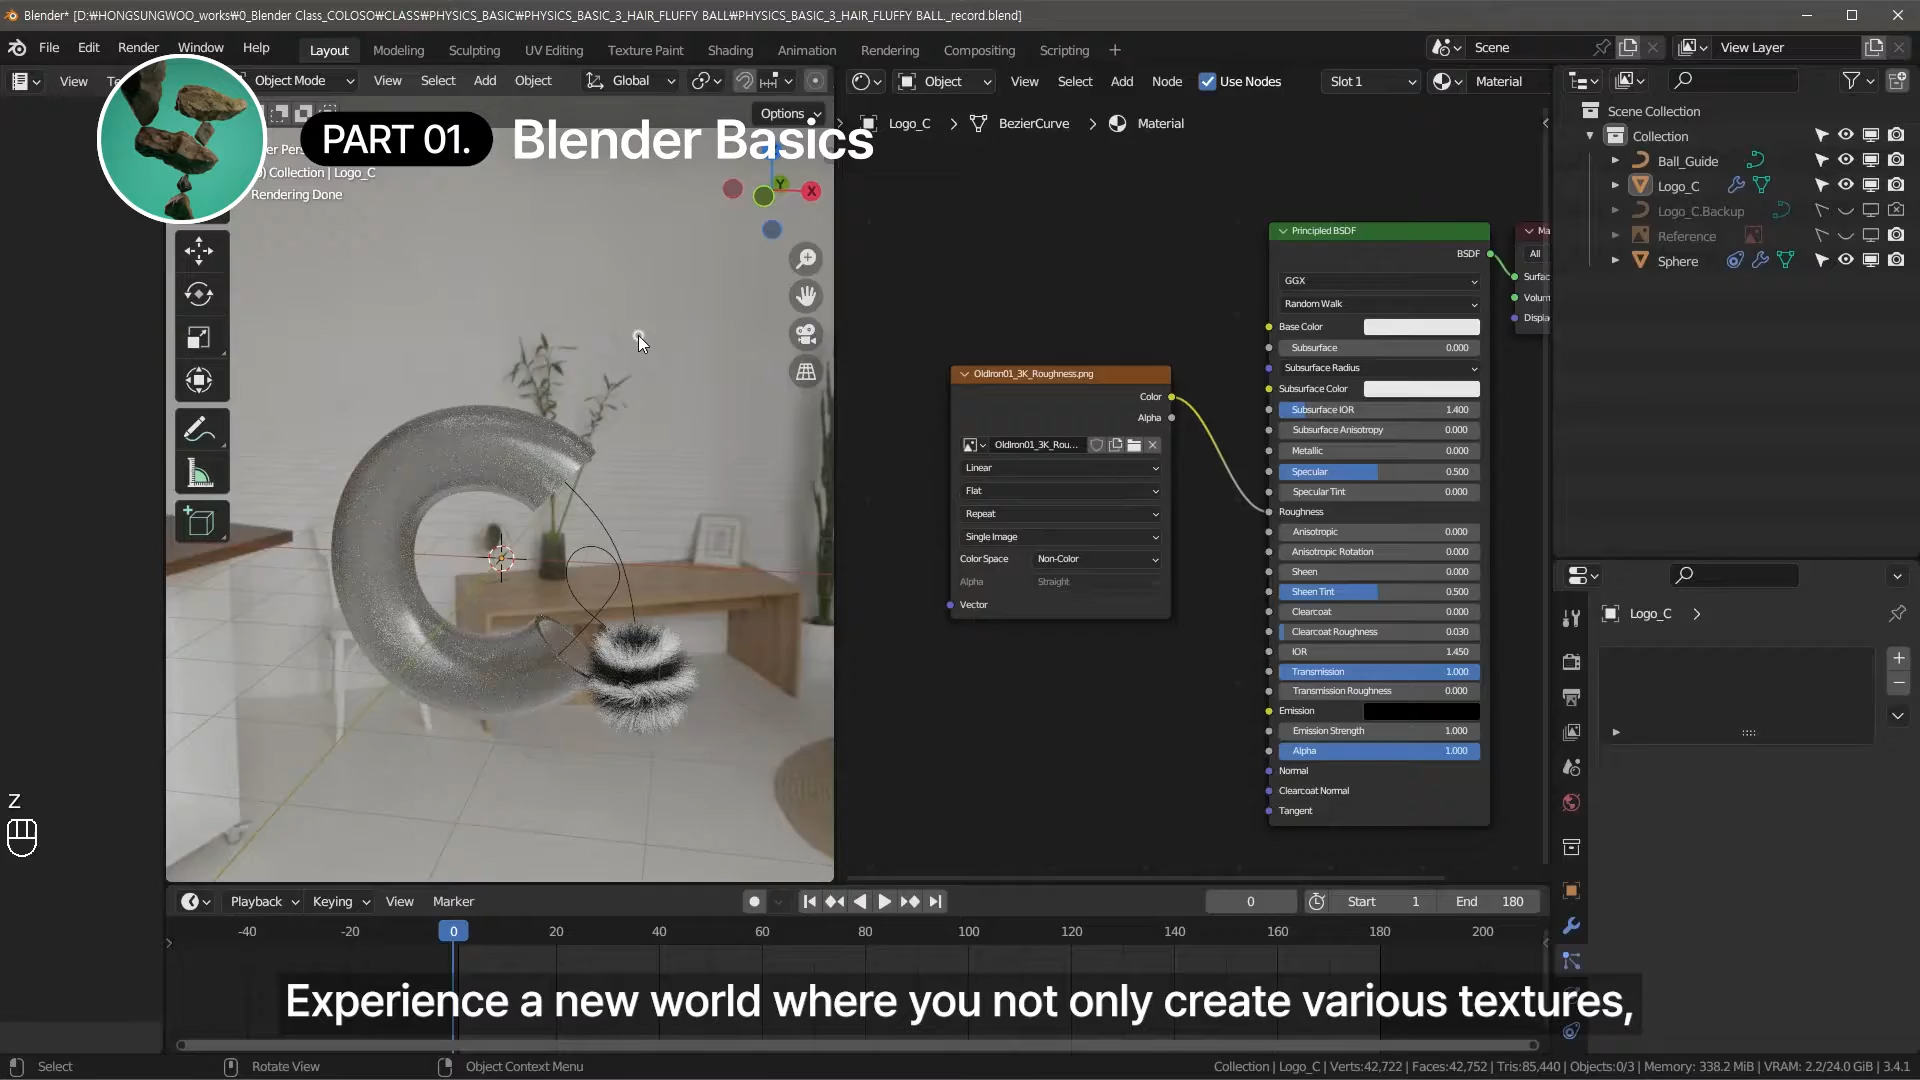 Blender* [D:₩HONGSUNGWOO_works₩0_Blender Class_COLOSO₩CLASS₩PHYSICS_BASIC₩PHYSICS_BASIC_3_HAIR_FLUFFY BALL₩PHYSICS_BASIC_3_HAIR_FLUFFY BALL._record.blend]
File Edit Render Window Help Layout Modeling Sculpting UV Editing Texture Paint Shading Animation Rendering Compositing Scripting + Scene View Layer
View Object Mode View Select Add Object Global Object View Select Add Node Use Nodes Slot 1 Material
Options
PART 01. Blender Basics
Collection | Logo_C
Rendering Done
Y X
Logo_C > BezierCurve > Material
Principled BSDF
BSDF
GGX
Random Walk
Base Color
Subsurface 0.000
Subsurface Radius
Subsurface Color
Subsurface IOR 1.400
Subsurface Anisotropy 0.000
Metallic 0.000
Specular 0.500
Specular Tint 0.000
Roughness
Anisotropic 0.000
Anisotropic Rotation 0.000
Sheen 0.000
Sheen Tint 0.500
Clearcoat 0.000
Clearcoat Roughness 0.030
IOR 1.450
Transmission 1.000
Transmission Roughness 0.000
Emission
Emission Strength 1.000
Alpha 1.000
Normal
Clearcoat Normal
Tangent
OldIron01_3K_Roughness.png
Color
Alpha
OldIron01_3K_Rou...
Linear
Flat
Repeat
Single Image
Color Space Non-Color
Alpha Straight
Vector
Ma
All
Surfac
Volum
Displa
Scene Collection
Collection
Ball_Guide
Logo_C
Logo_C.Backup
Reference
Sphere
Logo_C >
Z
Playback Keying View Marker 0 Start 1 End 180
-40 -20 0 20 40 60 80 100 120 140 160 180 200
Experience a new world where you not only create various textures,
Select Rotate View Object Context Menu Collection | Logo_C | Verts:42,722 | Faces:42,752 | Tris:85,440 | Objects:0/3 | Memory: 338.2 MiB | VRAM: 2.2/24.0 GiB | 3.4.1